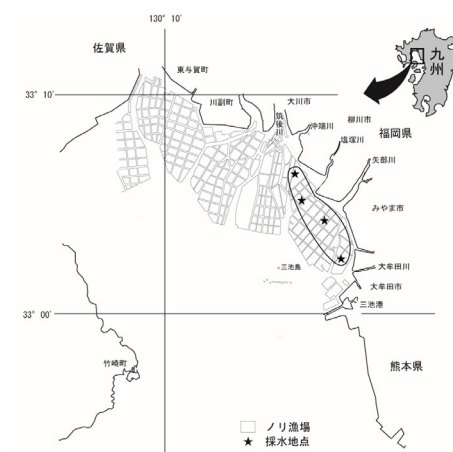 130° 10′
佐賀県
九州
東与賀町
33° 10′
川副町
筑後川
大川市
沖端川
柳川市
塩塚川
福岡県
矢部川
みやま市
三池島
大牟田川
大牟田市
三池港
33° 00′
竹崎町
熊本県
ノリ漁場
採水地点